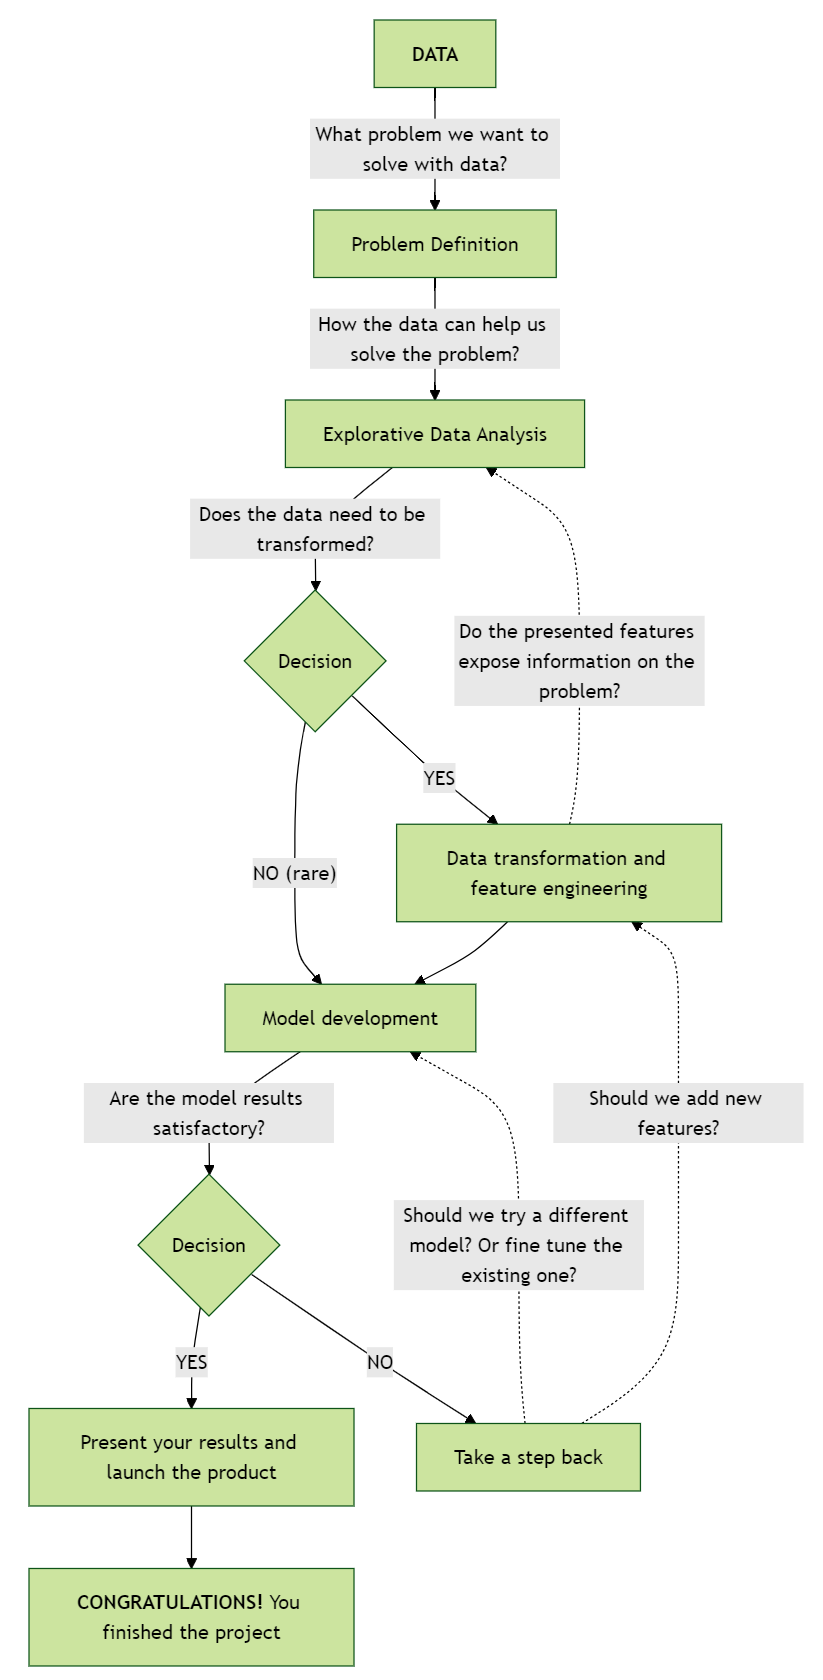 DATA
What problem we want to
solve with data?
Problem Definition
How the data can help us
solve the problem?
Explorative Data Analysis
Does the data need to be
transformed?
Decision
Do the presented features
expose information on the
problem?
YES
NO (rare)
Data transformation and
feature engineering
Model development
Are the model results
satisfactory?
Should we add new
features?
Decision
Should we try a different
model? Or fine tune the
existing one?
YES
NO
Present your results and
launch the product
Take a step back
CONGRATULATIONS! You
finished the project